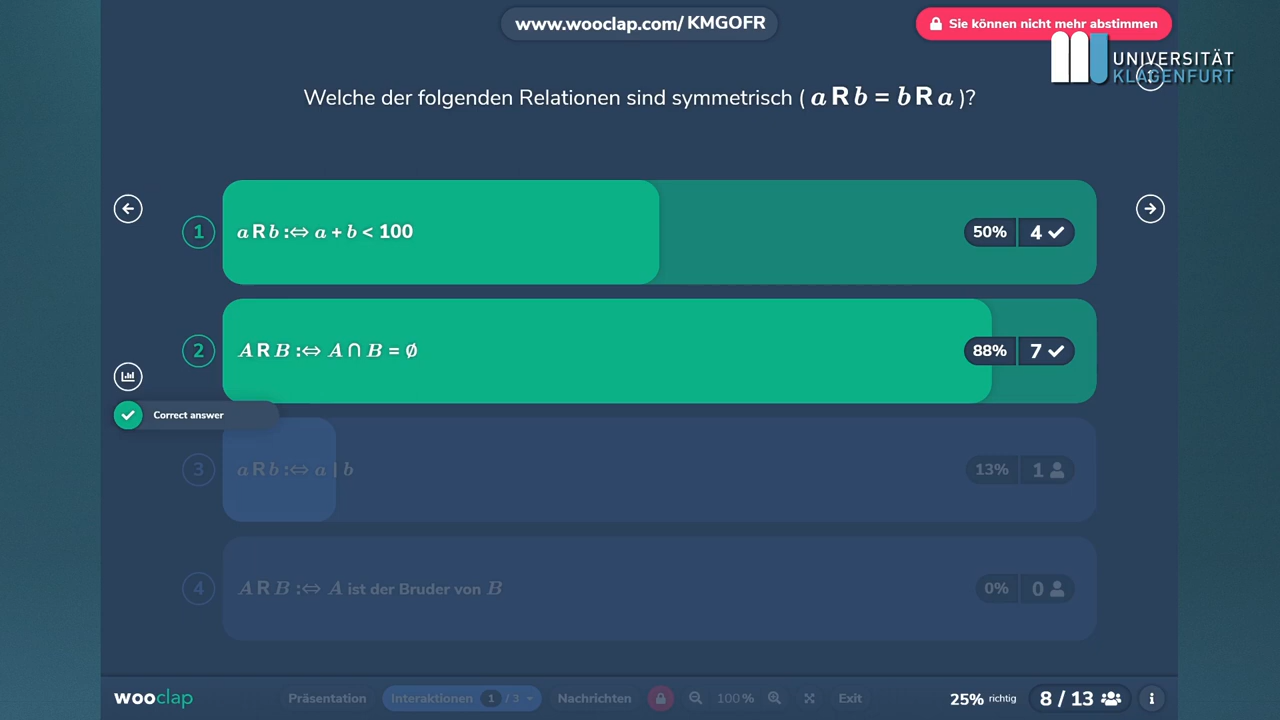 www.wooclap.com/ KMGOFR
Sie können nicht mehr abstimmen
UNIVERSITÄT
KLAGENFURT
Welche der folgenden Relationen sind symmetrisch ( a R b = b R a )?
1
a R b :⇔ a + b < 100
50% 4
2
A R B :⇔ A ∩ B = ∅
88% 7
Correct answer
3
a R b :⇔ a | b
13% 1
4
A R B :⇔ A ist der Bruder von B
0% 0
wooclap
Präsentation
Interaktionen 1 / 3
Nachrichten
100 %
Exit
25% richtig
8 / 13